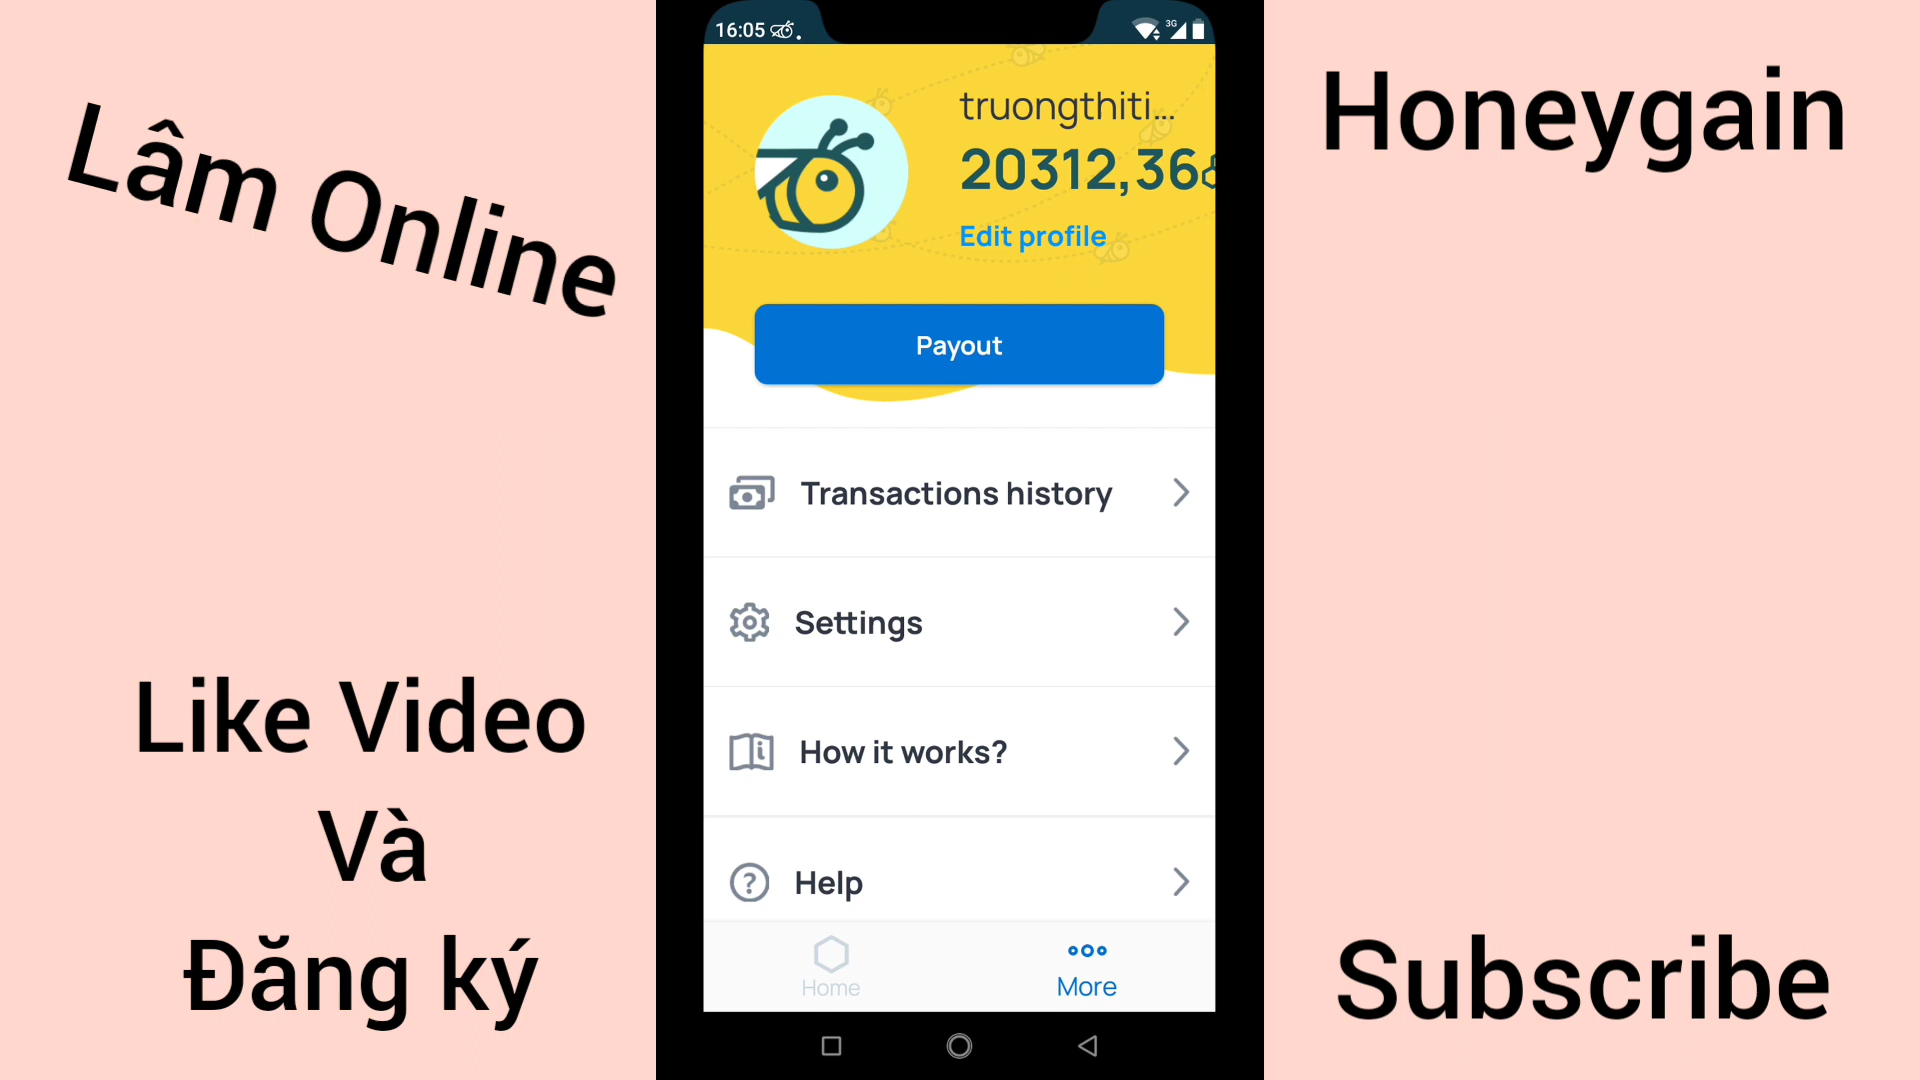 Lâm Online
Like Video
Và
Đăng ký
16:05
3G
truongthiti...
20312,36
Edit profile
Payout
Transactions history
Settings
How it works?
Help
Home
More
Honeygain
Subscribe